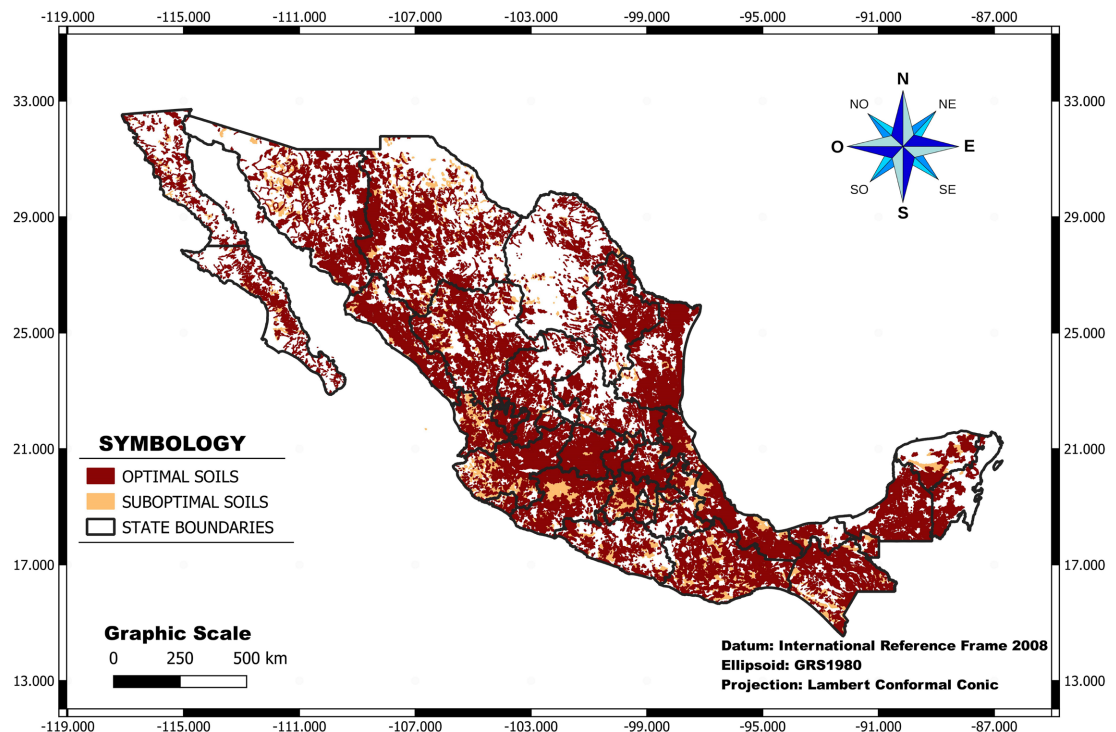 -119.000 -115.000 -111.000 -107.000 -103.000 -99.000 -95.000 -91.000 -87.000
N
NO NE
33.000 33.000
O E
SO SE
S
29.000 29.000
25.000 25.000
SYMBOLOGY
21.000 21.000
OPTIMAL SOILS
SUBOPTIMAL SOILS
STATE BOUNDARIES
17.000 17.000
Graphic Scale
0 250 500 km
Datum: International Reference Frame 2008
Ellipsoid: GRS1980
Projection: Lambert Conformal Conic
13.000 13.000
-119.000 -115.000 -111.000 -107.000 -103.000 -99.000 -95.000 -91.000 -87.000